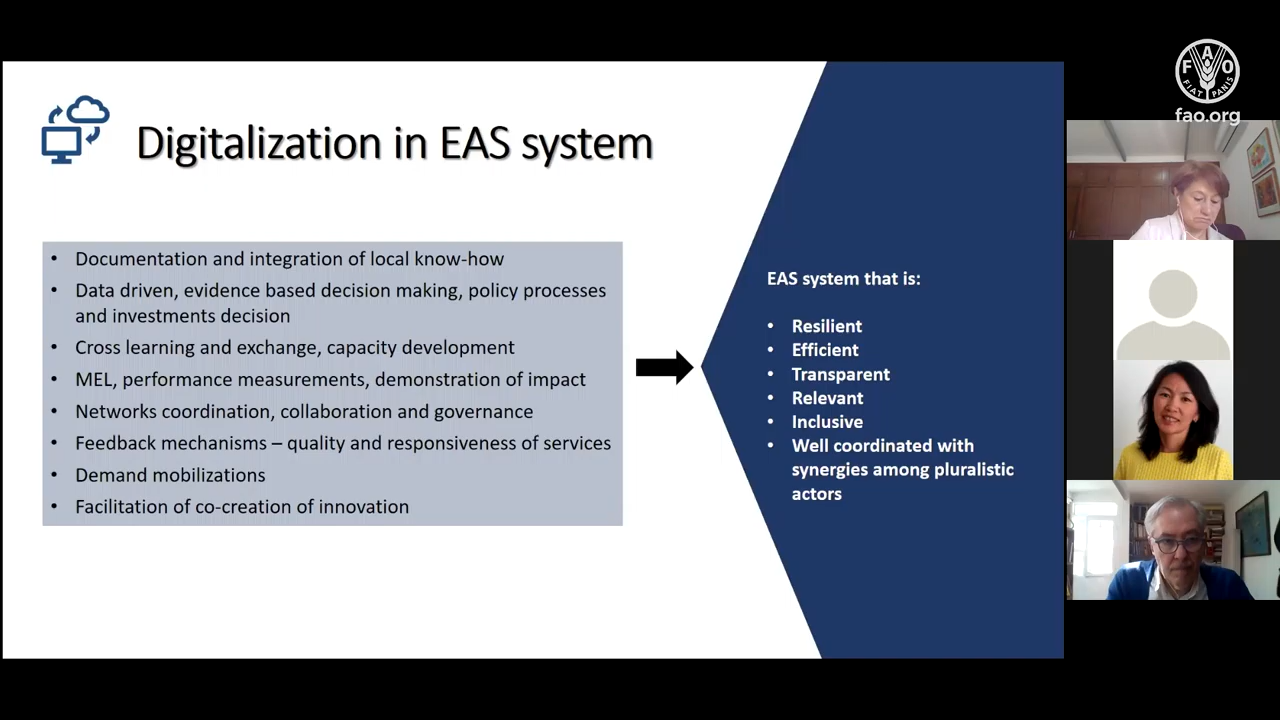 F A O
FIAT PANIS
fao.org
Digitalization in EAS system
• Documentation and integration of local know-how
• Data driven, evidence based decision making, policy processes
and investments decision
• Cross learning and exchange, capacity development
• MEL, performance measurements, demonstration of impact
• Networks coordination, collaboration and governance
• Feedback mechanisms – quality and responsiveness of services
• Demand mobilizations
• Facilitation of co-creation of innovation
EAS system that is:
• Resilient
• Efficient
• Transparent
• Relevant
• Inclusive
• Well coordinated with
synergies among pluralistic
actors